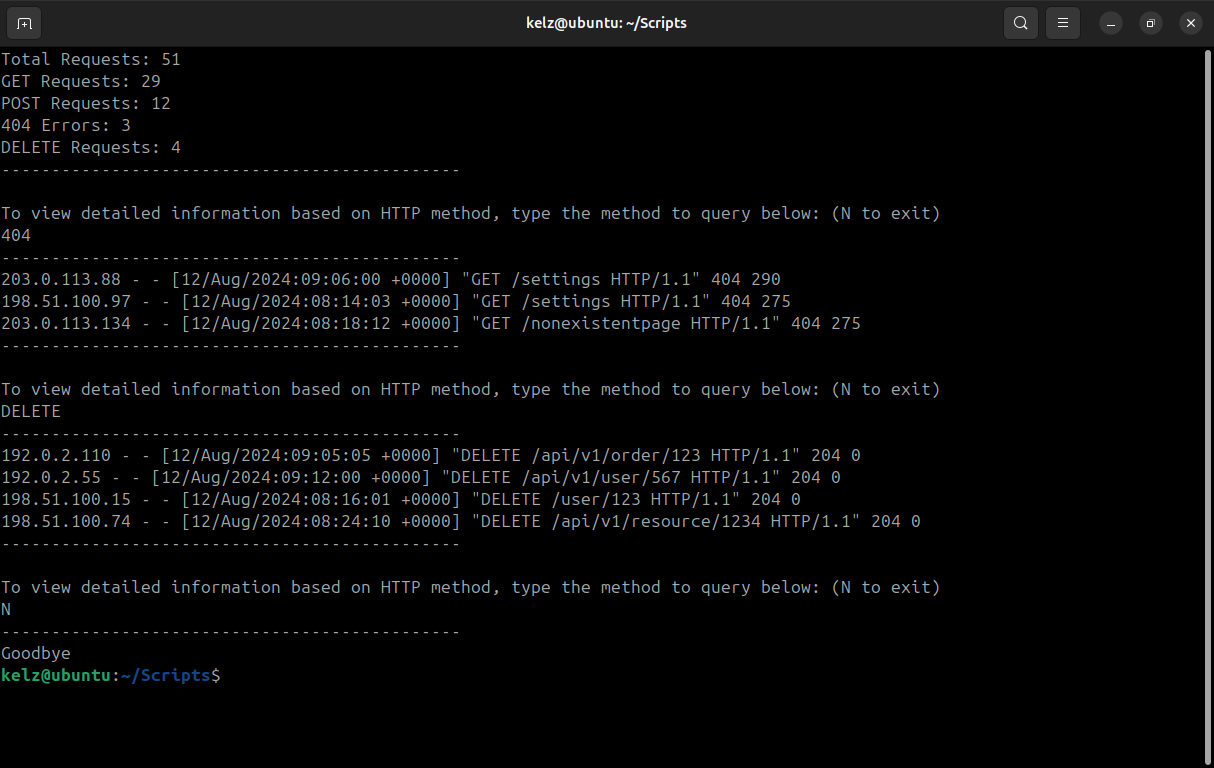 kelz@ubuntu: ~/Scripts
Total Requests: 51
GET Requests: 29
POST Requests: 12
404 Errors: 3
DELETE Requests: 4
----------------------------------------------
To view detailed information based on HTTP method, type the method to query below: (N to exit)
404
----------------------------------------------
203.0.113.88 - - [12/Aug/2024:09:06:00 +0000] "GET /settings HTTP/1.1" 404 290
198.51.100.97 - - [12/Aug/2024:08:14:03 +0000] "GET /settings HTTP/1.1" 404 275
203.0.113.134 - - [12/Aug/2024:08:18:12 +0000] "GET /nonexistentpage HTTP/1.1" 404 275
----------------------------------------------
To view detailed information based on HTTP method, type the method to query below: (N to exit)
DELETE
----------------------------------------------
192.0.2.110 - - [12/Aug/2024:09:05:05 +0000] "DELETE /api/v1/order/123 HTTP/1.1" 204 0
192.0.2.55 - - [12/Aug/2024:09:12:00 +0000] "DELETE /api/v1/user/567 HTTP/1.1" 204 0
198.51.100.15 - - [12/Aug/2024:08:16:01 +0000] "DELETE /user/123 HTTP/1.1" 204 0
198.51.100.74 - - [12/Aug/2024:08:24:10 +0000] "DELETE /api/v1/resource/1234 HTTP/1.1" 204 0
----------------------------------------------
To view detailed information based on HTTP method, type the method to query below: (N to exit)
N
----------------------------------------------
Goodbye
kelz@ubuntu:~/Scripts$